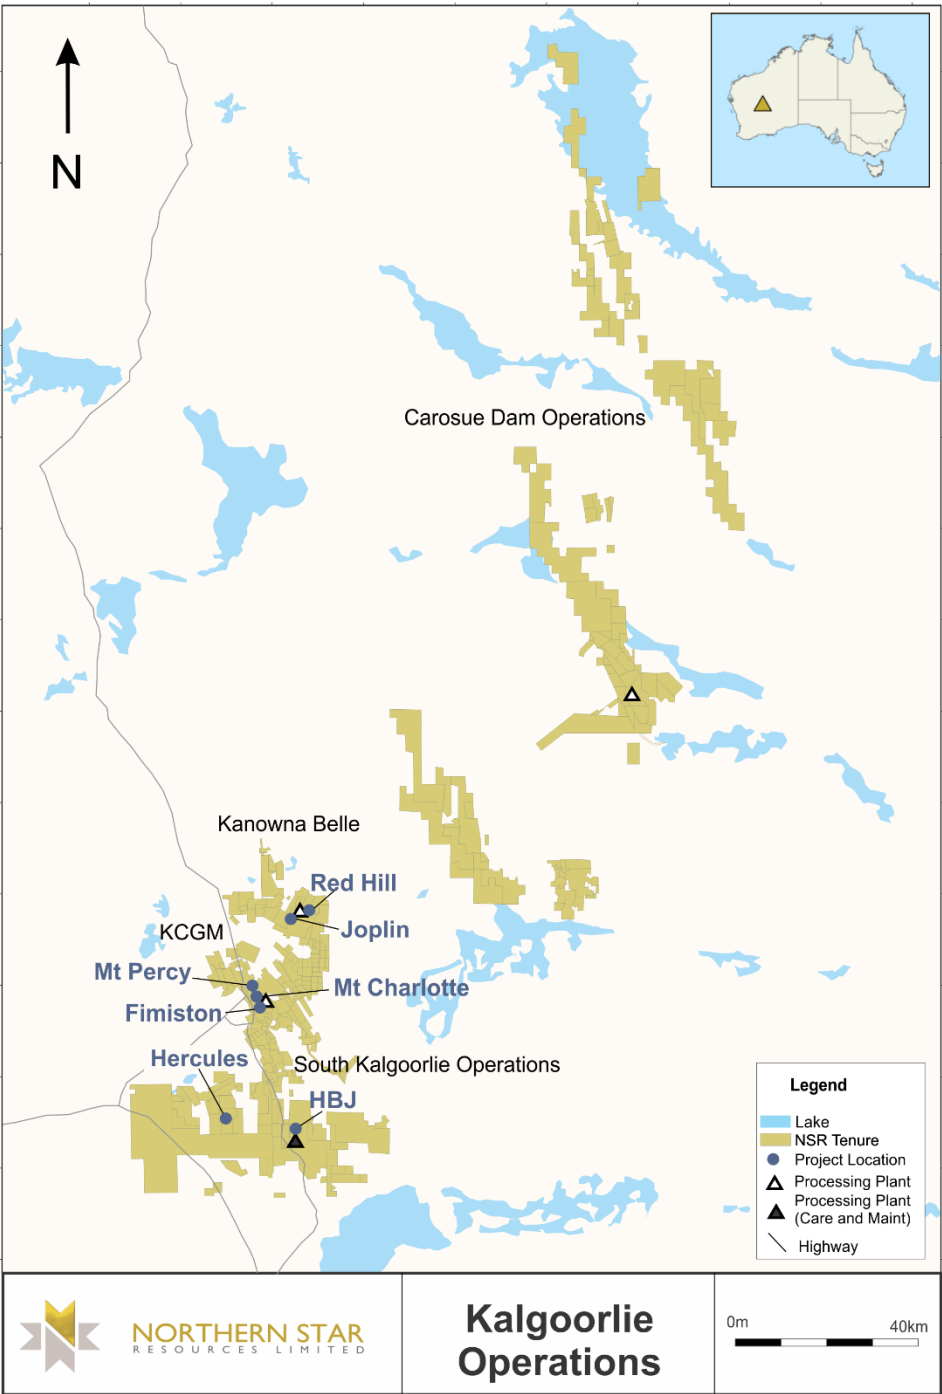 N
Carosue Dam Operations
Kanowna Belle
Red Hill
Joplin
KCGM
Mt Percy
Mt Charlotte
Fimiston
Hercules
South Kalgoorlie Operations
HBJ
Legend
Lake
NSR Tenure
Project Location
Processing Plant
Processing Plant
(Care and Maint)
Highway
NORTHERN STAR
RESOURCES LIMITED
Kalgoorlie
Operations
0m
40km